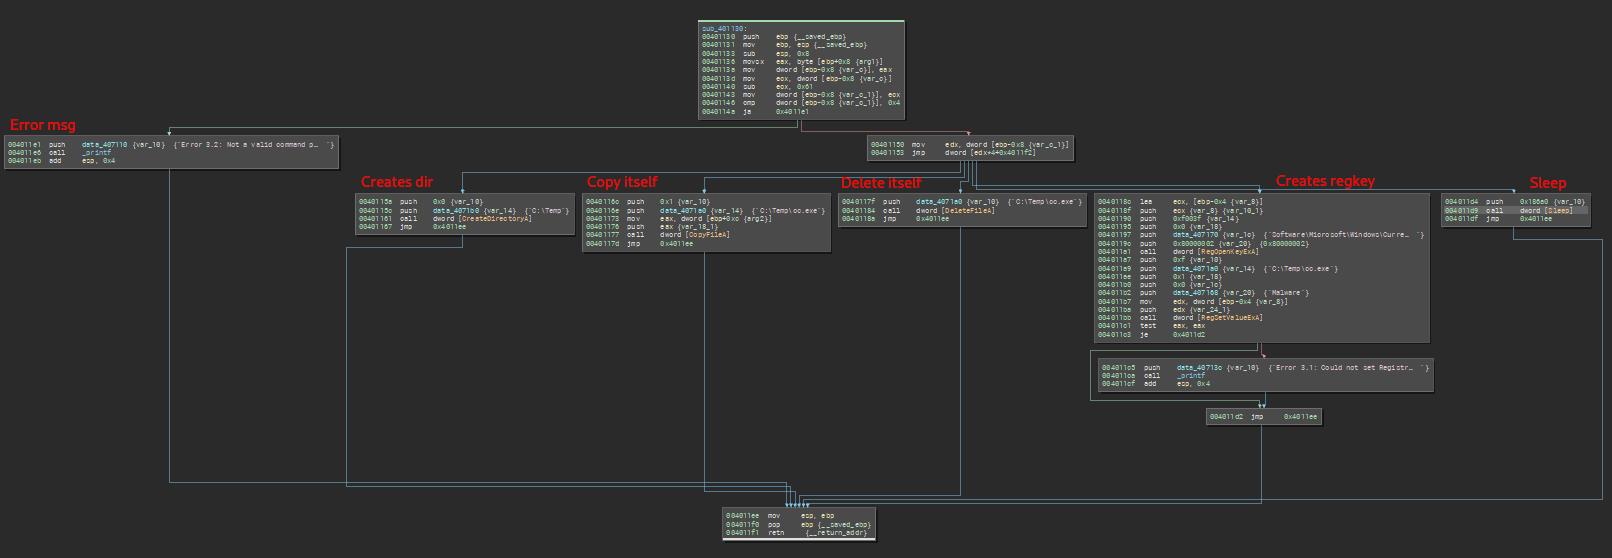 sub_401130:
00401130 push ebp {__saved_ebp}
00401131 mov ebp, esp {__saved_ebp}
00401133 sub esp, 0x8
00401136 movsx eax, byte [ebp+0x8 {arg1}]
0040113a mov dword [ebp-0x8 {var_c}], eax
0040113d mov ecx, dword [ebp-0x8 {var_c}]
00401140 sub ecx, 0x61
00401143 mov dword [ebp-0x8 {var_c_1}], ecx
00401146 cmp dword [ebp-0x8 {var_c_1}], 0x4
0040114a ja 0x4011e1
Error msg
004011e1 push data_407110 {var_10} {"Error 3.2: Not a valid command p… "}
004011e6 call _printf
004011eb add esp, 0x4
00401150 mov edx, dword [ebp-0x8 {var_c_1}]
00401153 jmp dword [edx*4+0x4011f2]
Creates dir
0040115a push 0x0 {var_10}
0040115c push data_4071b0 {var_14} {"C:\Temp"}
00401161 call dword [CreateDirectoryA]
00401167 jmp 0x4011ee
Copy itself
0040116c push 0x1 {var_10}
0040116e push data_4071a0 {var_14} {"C:\Temp\cc.exe"}
00401173 mov eax, dword [ebp+0xc {arg2}]
00401176 push eax {var_18_1}
00401177 call dword [CopyFileA]
0040117d jmp 0x4011ee
Delete itself
0040117f push data_4071a0 {var_10} {"C:\Temp\cc.exe"}
00401184 call dword [DeleteFileA]
0040118a jmp 0x4011ee
Creates regkey
0040118c lea ecx, [ebp-0x4 {var_8}]
0040118f push ecx {var_8} {var_10_1}
00401190 push 0xf003f {var_14}
00401195 push 0x0 {var_18}
00401197 push data_407170 {var_1c} {"Software\Microsoft\Windows\Curre… "}
0040119c push 0x80000002 {var_20} {0x80000002}
004011a1 call dword [RegOpenKeyExA]
004011a7 push 0xf {var_10}
004011a9 push data_4071a0 {var_14} {"C:\Temp\cc.exe"}
004011ae push 0x1 {var_18}
004011b0 push 0x0 {var_1c}
004011b2 push data_407168 {var_20} {"Malware"}
004011b7 mov edx, dword [ebp-0x4 {var_8}]
004011ba push edx {var_24_1}
004011bb call dword [RegSetValueExA]
004011c1 test eax, eax
004011c3 je 0x4011d2
Sleep
004011d4 push 0x186a0 {var_10}
004011d9 call dword [Sleep]
004011df jmp 0x4011ee
004011c5 push data_40713c {var_10} {"Error 3.1: Could not set Registr… "}
004011ca call _printf
004011cf add esp, 0x4
004011d2 jmp 0x4011ee
004011ee mov esp, ebp
004011f0 pop ebp {__saved_ebp}
004011f1 retn {__return_addr}